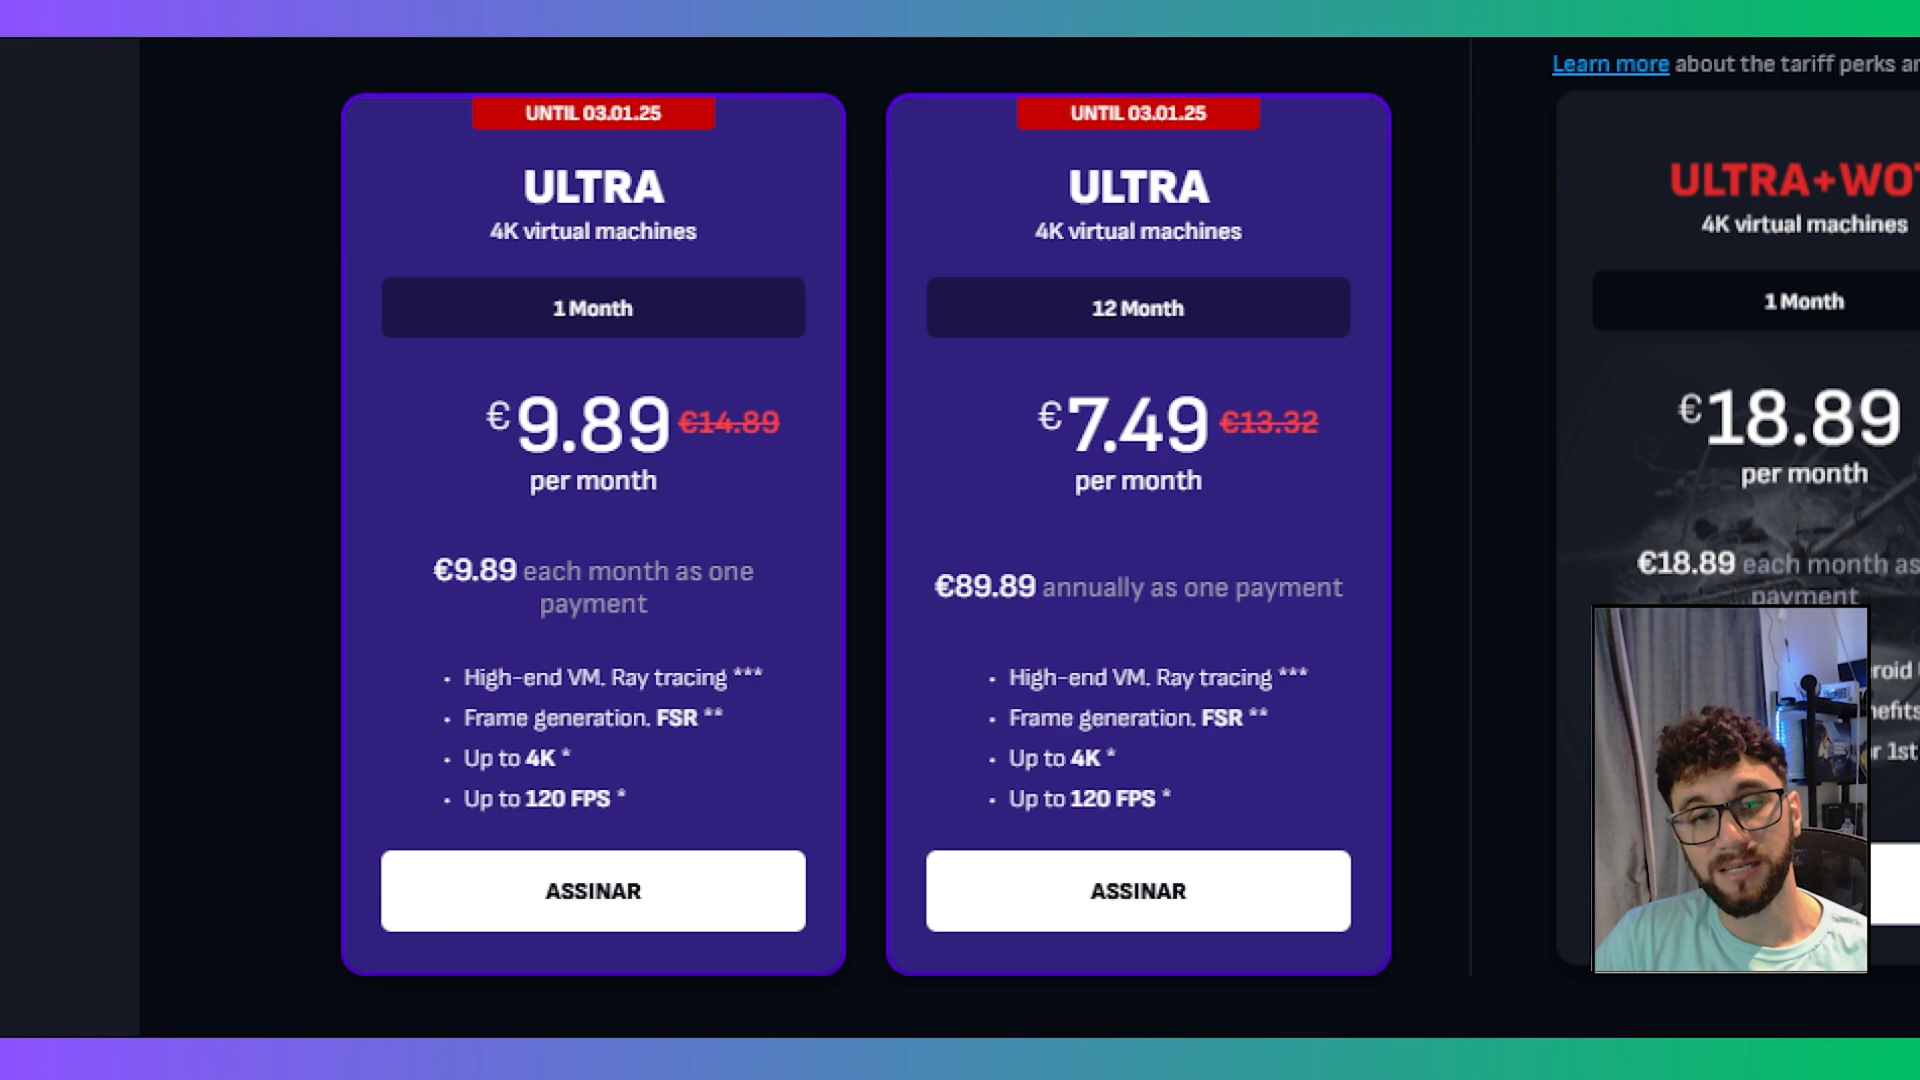 Learn more about the tariff perks
UNTIL 03.01.25
ULTRA
4K virtual machines
1 Month
€9.89 €14.89
per month
€9.89 each month as one
payment
• High-end VM. Ray tracing ***
• Frame generation. FSR **
• Up to 4K *
• Up to 120 FPS *
ASSINAR
UNTIL 03.01.25
ULTRA
4K virtual machines
12 Month
€7.49 €13.32
per month
€89.89 annually as one payment
• High-end VM. Ray tracing ***
• Frame generation. FSR **
• Up to 4K *
• Up to 120 FPS *
ASSINAR
ULTRA+WOT
4K virtual machines
1 Month
€18.89
per month
€18.89 each month as
payment
1st